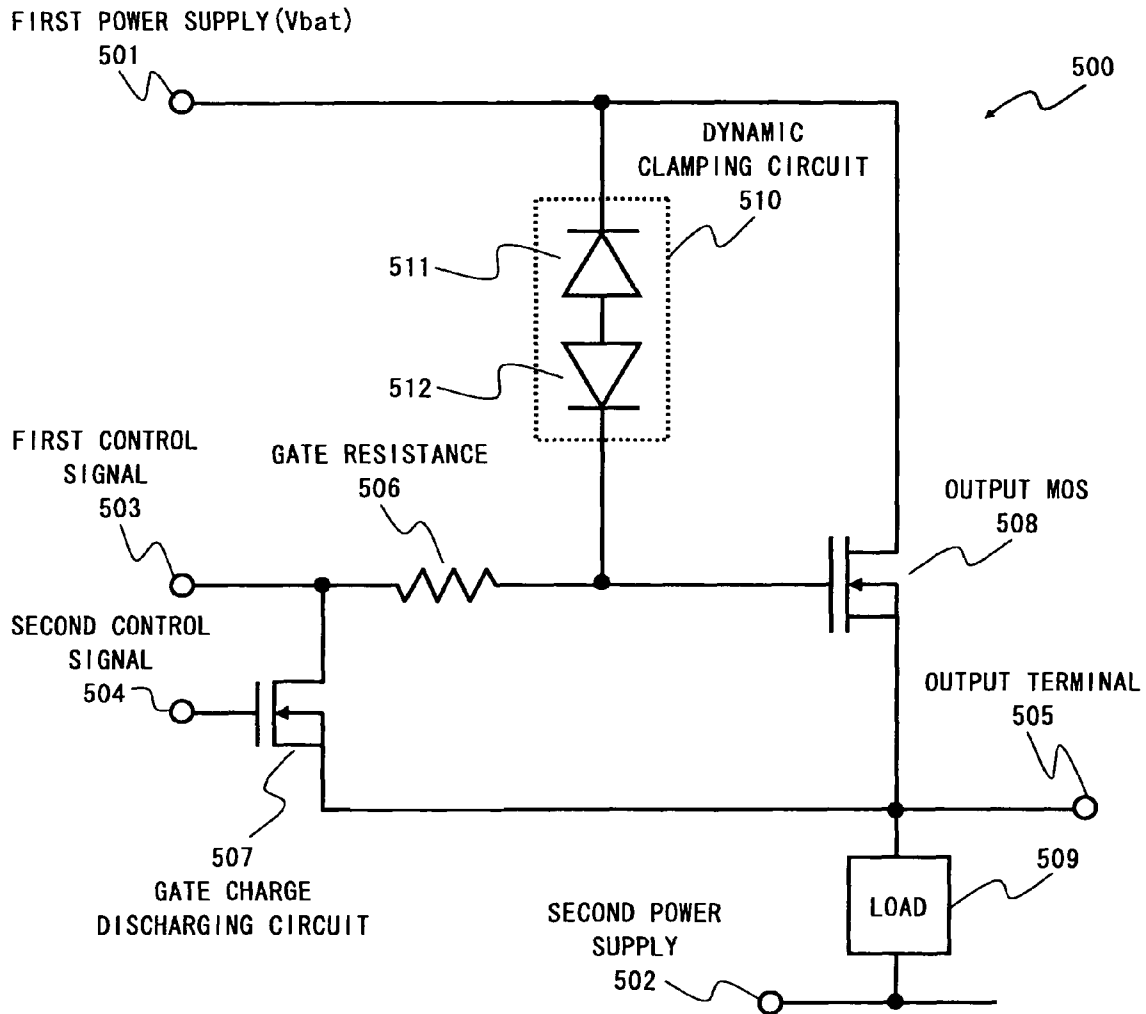 FIRST POWER SUPPLY(Vbat)
501
500
DYNAMIC
CLAMPING CIRCUIT
510
511
512
FIRST CONTROL
SIGNAL
503
GATE RESISTANCE
506
OUTPUT MOS
508
SECOND CONTROL
SIGNAL
504
OUTPUT TERMINAL
505
507
GATE CHARGE
DISCHARGING CIRCUIT
LOAD
509
SECOND POWER
SUPPLY
502